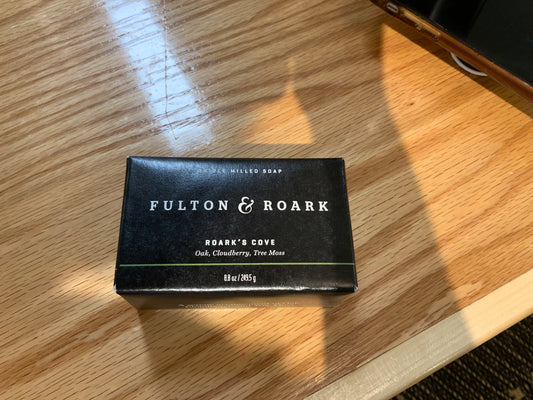 MILLED SOAP
FULTON & ROARK
ROARK'S COVE
Oak, Cloudberry, Tree Moss
8.8 oz / 249.5 g